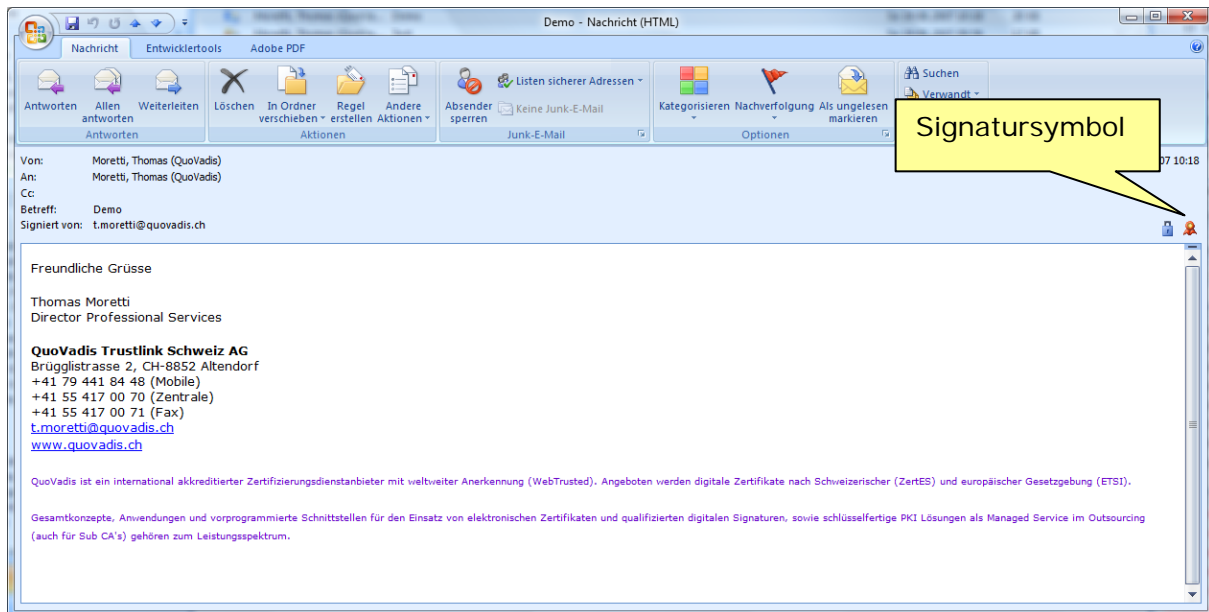 Demo - Nachricht (HTML)
Nachricht Entwicklertools Adobe PDF
Antworten Allen antworten Weiterleiten Löschen In Ordner verschieben Regel erstellen Andere Aktionen Absender sperren Listen sicherer Adressen Keine Junk-E-Mail Kategorisieren Nachverfolgung Als ungelesen markieren Suchen Verwandt
Antworten Aktionen Junk-E-Mail Optionen
Signatursymbol
Von: Moretti, Thomas (QuoVadis) 07 10:18
An: Moretti, Thomas (QuoVadis)
Cc:
Betreff: Demo
Signiert von: t.moretti@quovadis.ch
Freundliche Grüsse
Thomas Moretti
Director Professional Services
QuoVadis Trustlink Schweiz AG
Brügglistrasse 2, CH-8852 Altendorf
+41 79 441 84 48 (Mobile)
+41 55 417 00 70 (Zentrale)
+41 55 417 00 71 (Fax)
t.moretti@quovadis.ch
www.quovadis.ch
QuoVadis ist ein international akkreditierter Zertifizierungsdienstanbieter mit weltweiter Anerkennung (WebTrusted). Angeboten werden digitale Zertifikate nach Schweizerischer (ZertES) und europäischer Gesetzgebung (ETSI).
Gesamtkonzepte, Anwendungen und vorprogrammierte Schnittstellen für den Einsatz von elektronischen Zertifikaten und qualifizierten digitalen Signaturen, sowie schlüsselfertige PKI Lösungen als Managed Service im Outsourcing
(auch für Sub CA's) gehören zum Leistungsspektrum.